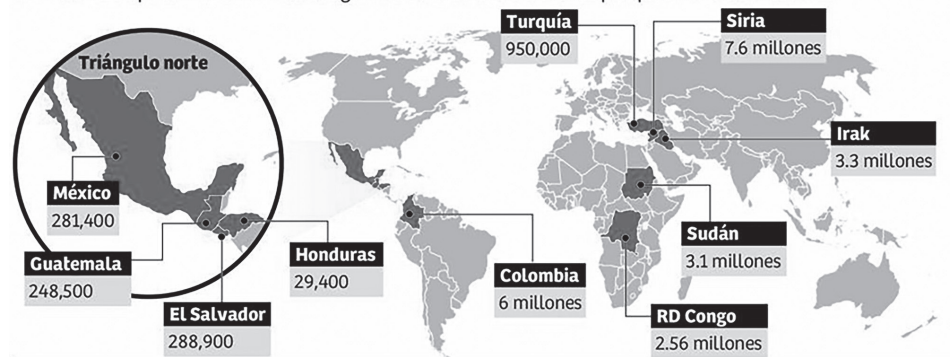 Turquía
950,000
Siria
7.6 millones
Triángulo norte
Irak
3.3 millones
México
281,400
Guatemala
248,500
El Salvador
288,900
Honduras
29,400
Colombia
6 millones
Sudán
3.1 millones
RD Congo
2.56 millones